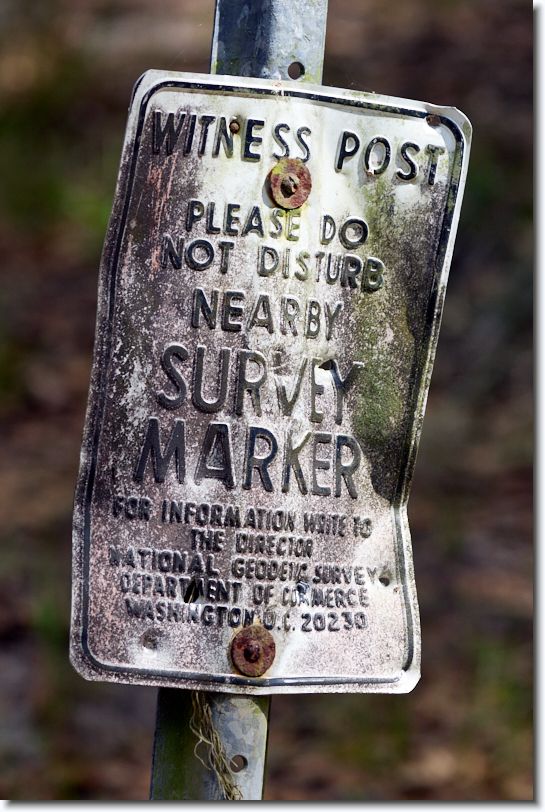 WITNESS POST
PLEASE DO
NOT DISTURB
NEARBY
SURVEY
MARKER
FOR INFORMATION WRITE TO
THE DIRECTOR
NATIONAL GEODETIC SURVEY
DEPARTMENT OF COMMERCE
WASHINGTON D.C. 20230